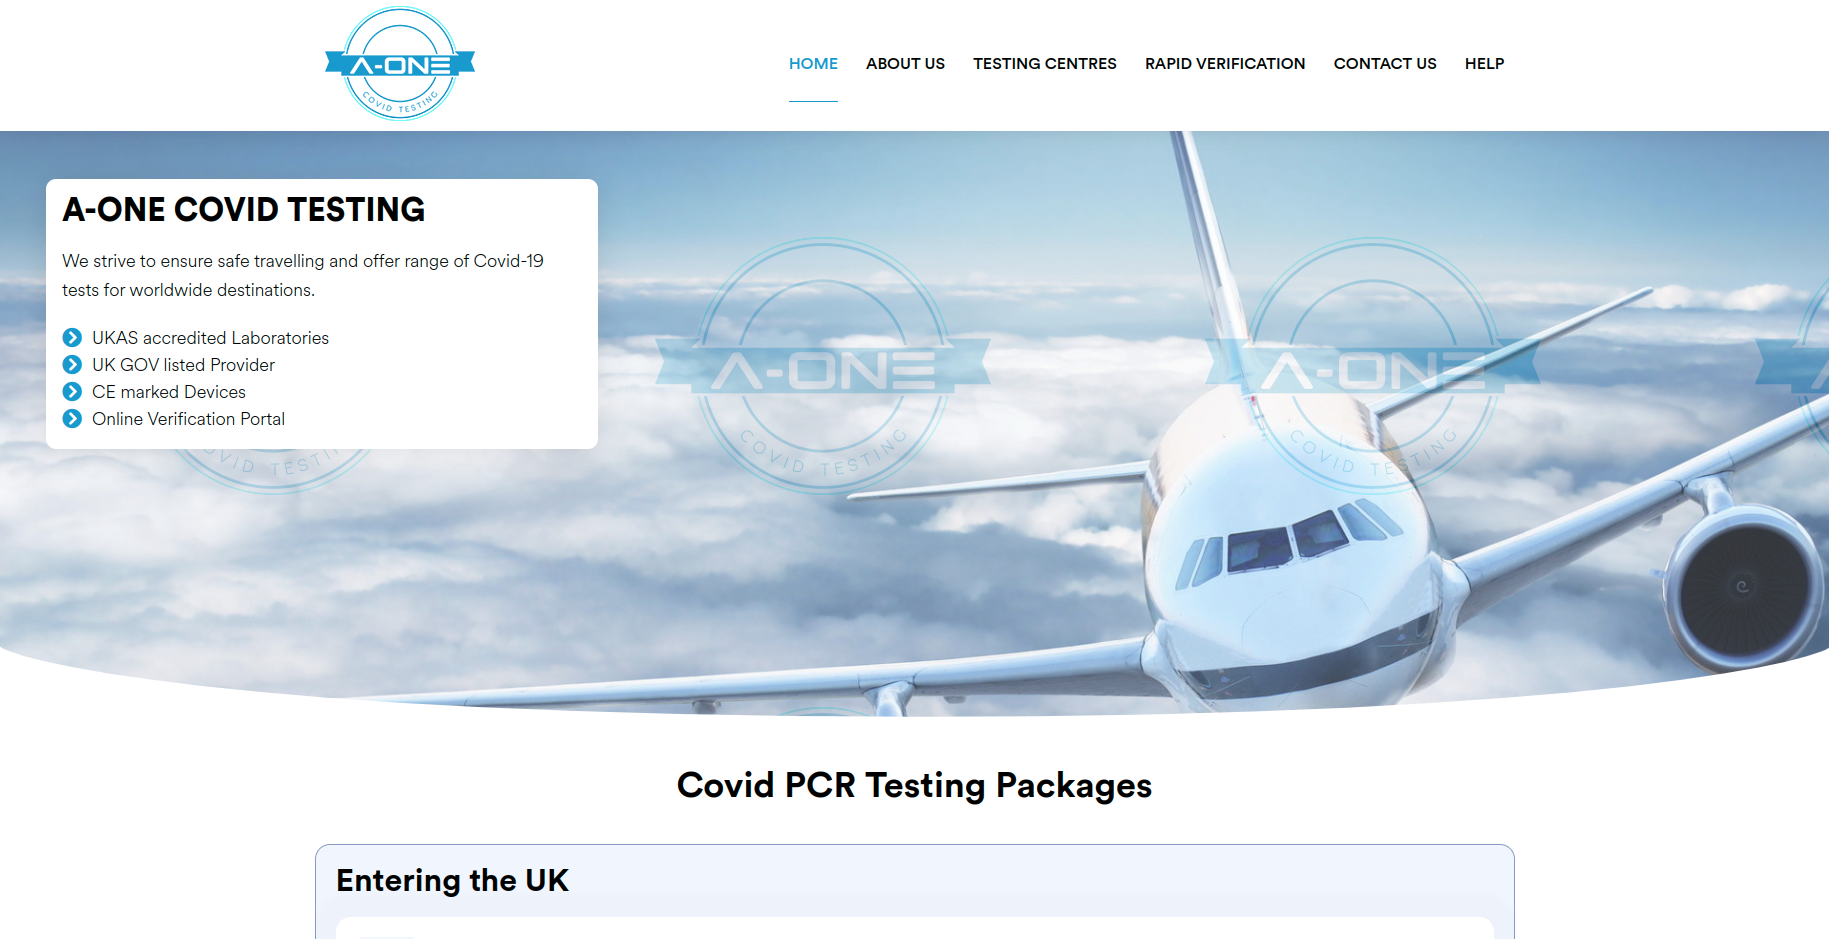 A-ONE
COVID TESTING
HOME
ABOUT US
TESTING CENTRES
RAPID VERIFICATION
CONTACT US
HELP
A-ONE COVID TESTING
We strive to ensure safe travelling and offer range of Covid-19
tests for worldwide destinations.
UKAS accredited Laboratories
UK GOV listed Provider
CE marked Devices
Online Verification Portal
A-ONE
COVID TESTING
A-ONE
COVID TESTING
Covid PCR Testing Packages
Entering the UK